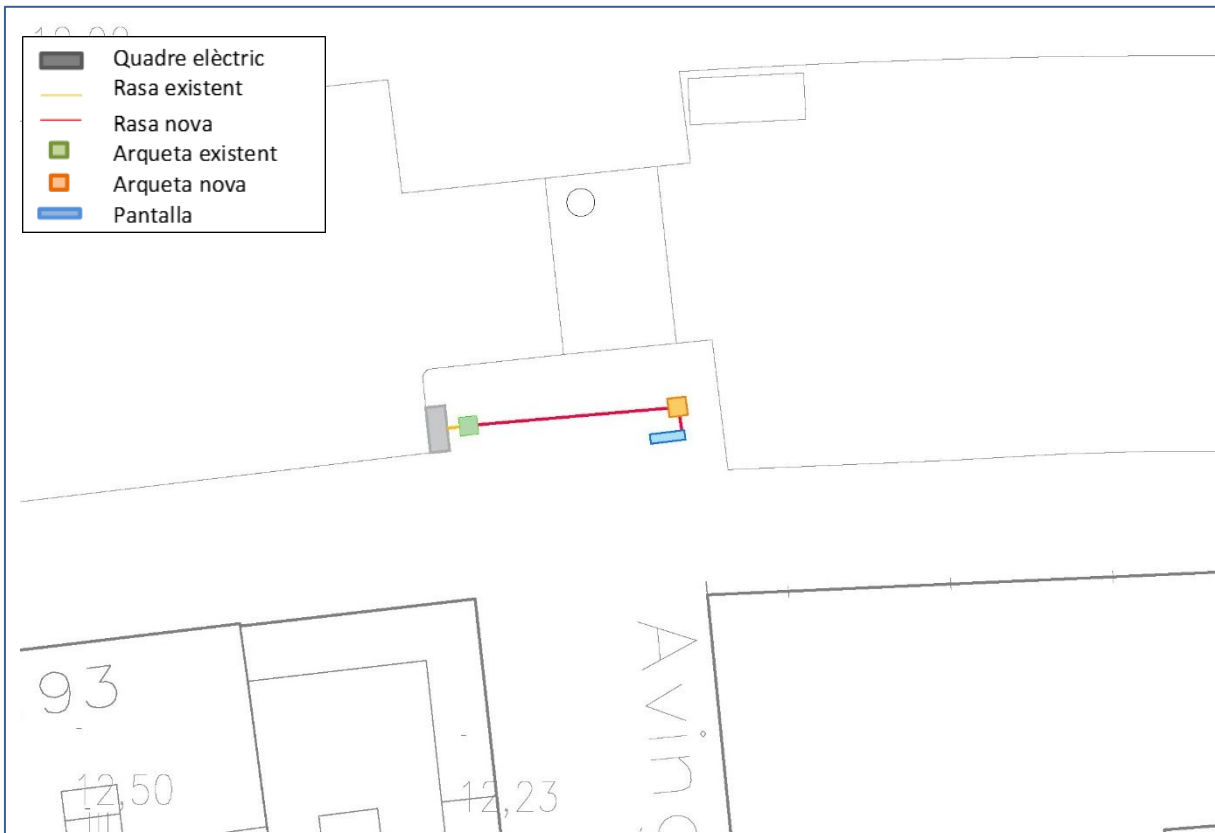 Quadre elèctric
Rasa existent
Rasa nova
Arqueta existent
Arqueta nova
Pantalla
93
12,50
12,23
Avin